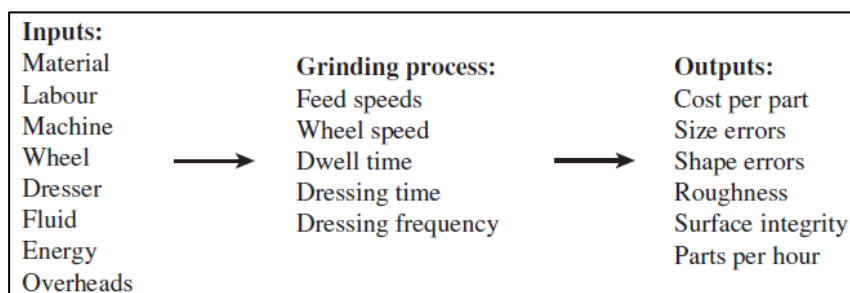 Inputs:
Material
Labour
Machine
Wheel
Dresser
Fluid
Energy
Overheads
Grinding process:
Feed speeds
Wheel speed
Dwell time
Dressing time
Dressing frequency
Outputs:
Cost per part
Size errors
Shape errors
Roughness
Surface integrity
Parts per hour